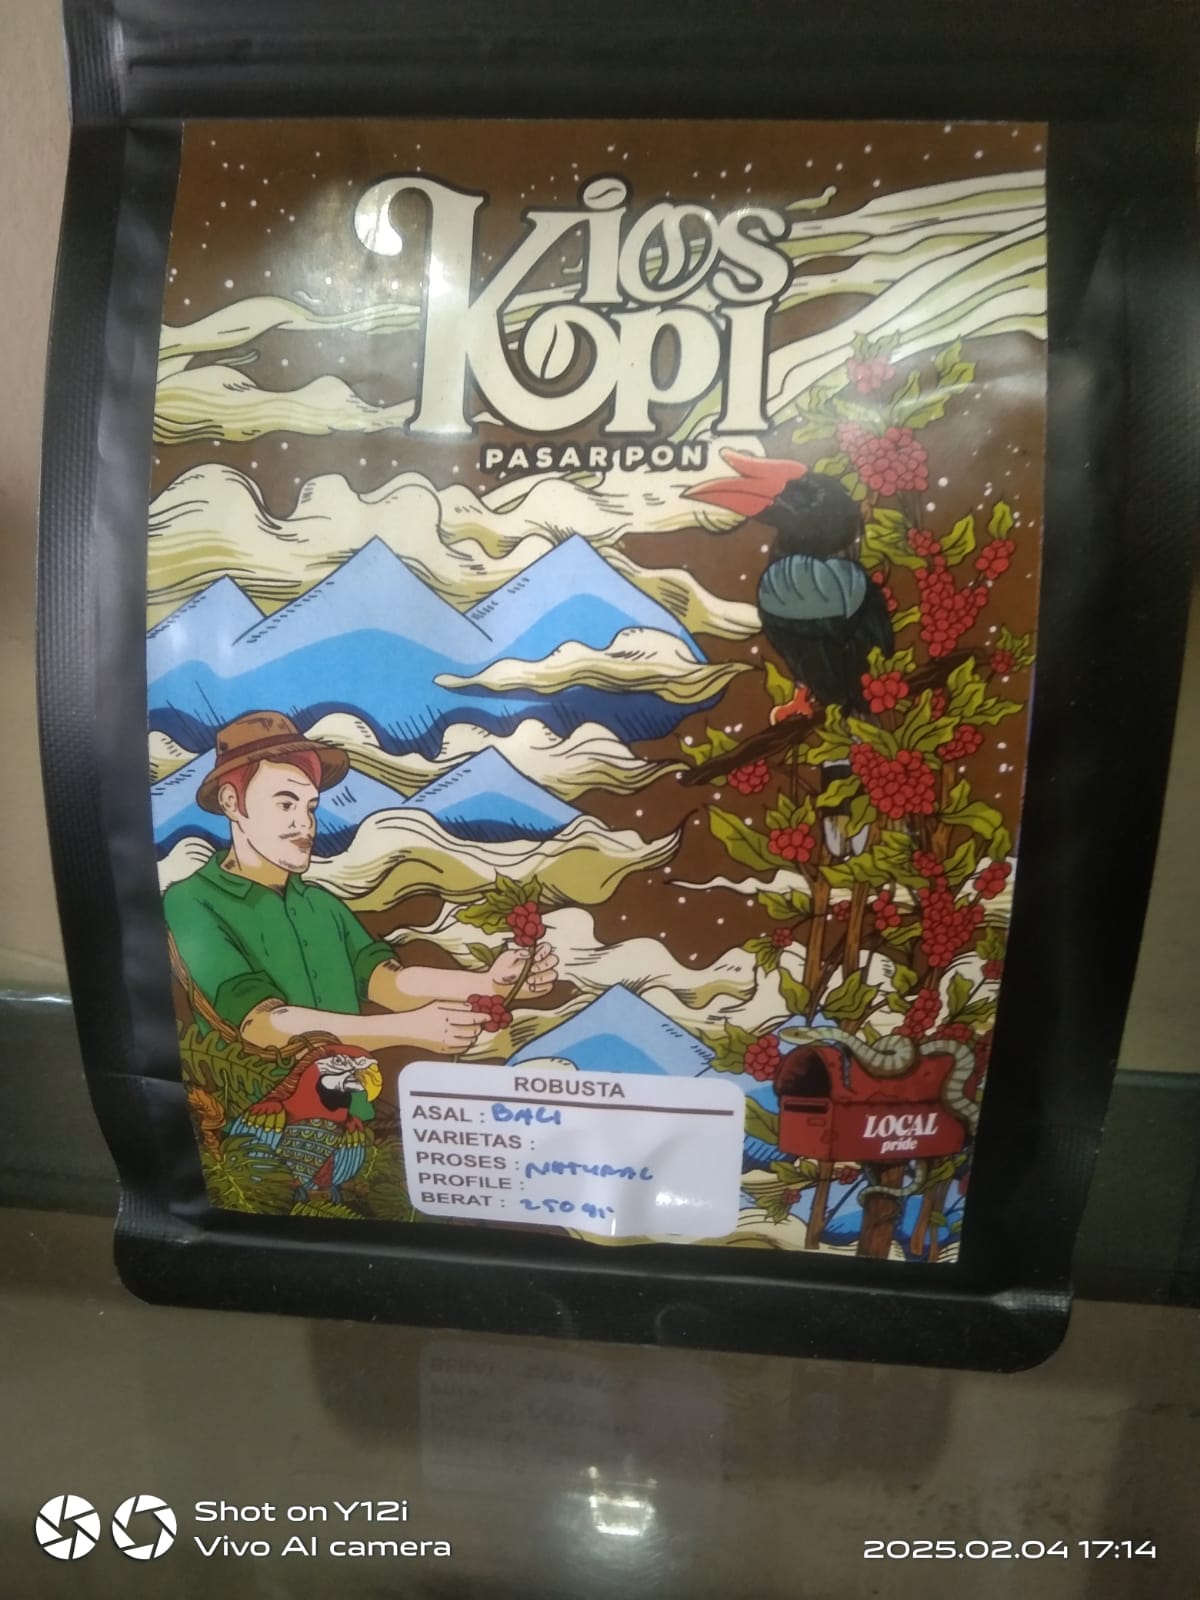 Kios
Kopi
PASAR PON
ROBUSTA
ASAL : BALI
VARIETAS :
PROSES : NATURAL
PROFILE :
BERAT : 250 gr
LOCAL
pride
Shot on Y12i
Vivo AI camera
2025.02.04 17:14